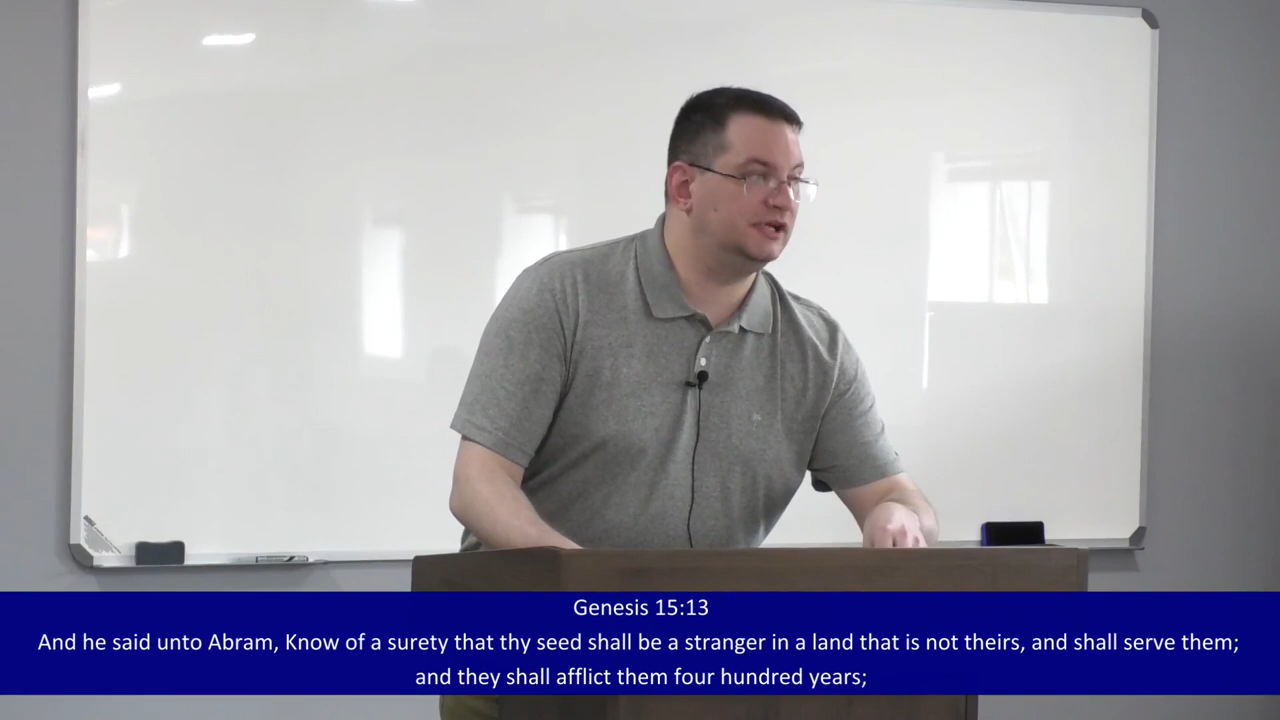 Genesis 15:13
And he said unto Abram, Know of a surety that thy seed shall be a stranger in a land that is not theirs, and shall serve them;
and they shall afflict them four hundred years;